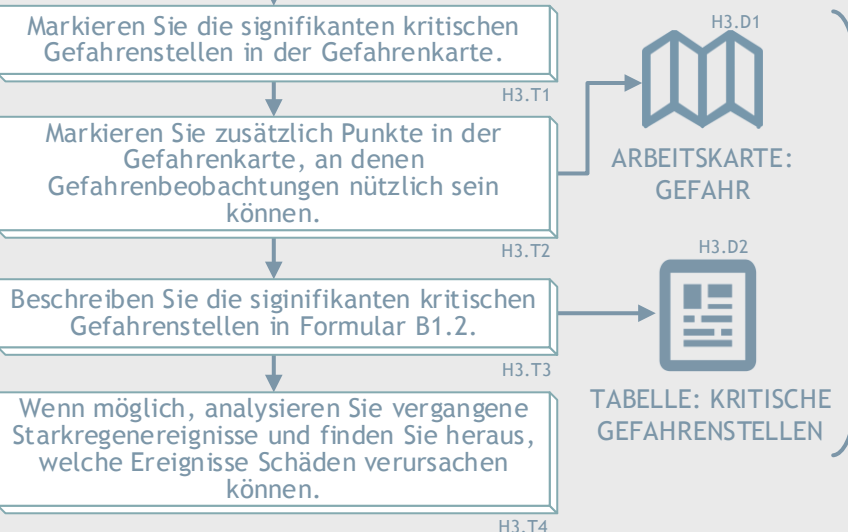 Markieren Sie die signifikanten kritischen
Gefahrenstellen in der Gefahrenkarte.
H3.T1
Markieren Sie zusätzlich Punkte in der
Gefahrenkarte, an denen
Gefahrenbeobachtungen nützlich sein
können.
H3.T2
Beschreiben Sie die siginifikanten kritischen
Gefahrenstellen in Formular B1.2.
H3.T3
Wenn möglich, analysieren Sie vergangene
Starkregenereignisse und finden Sie heraus,
welche Ereignisse Schäden verursachen
können.
H3.T4
H3.D1
ARBEITSKARTE:
GEFAHR
H3.D2
TABELLE: KRITISCHE
GEFAHRENSTELLEN